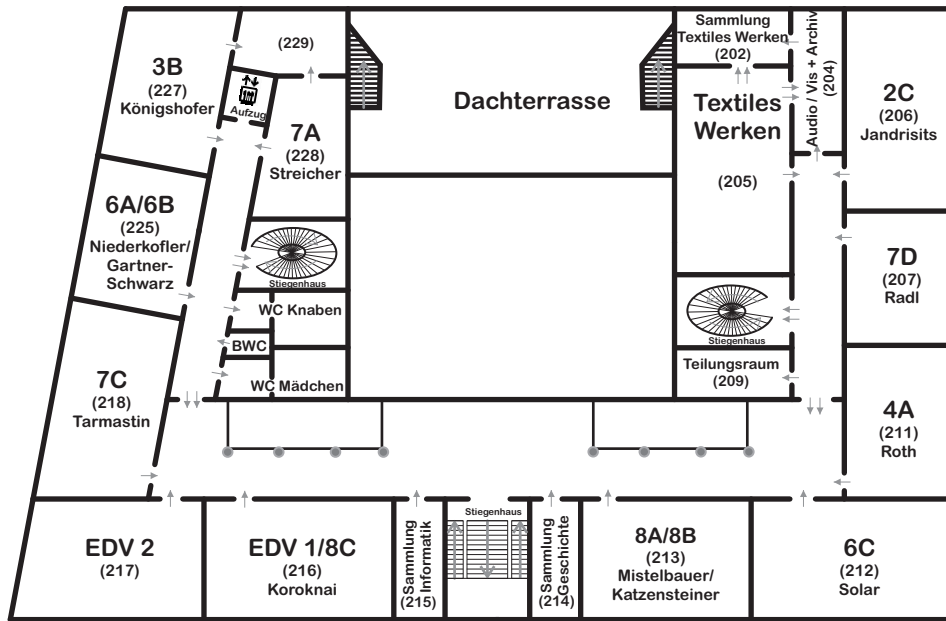 3B
(227)
Königshofer
(229)
Aufzug
7A
(228)
Streicher
6A/6B
(225)
Niederkofler/
Gartner-
Schwarz
Stiegenhaus
WC Knaben
BWC
WC Mädchen
7C
(218)
Tarmastin
Dachterrasse
Sammlung
Textiles Werken
(202)
Textiles
Werken
(205)
Audio / Vis + Archiv
(204)
2C
(206)
Jandrisits
7D
(207)
Radl
Stiegenhaus
Teilungsraum
(209)
4A
(211)
Roth
EDV 2
(217)
EDV 1/8C
(216)
Koroknai
Sammlung
Informatik
(215)
Stiegenhaus
Sammlung
Geschichte
(214)
8A/8B
(213)
Mistelbauer/
Katzensteiner
6C
(212)
Solar